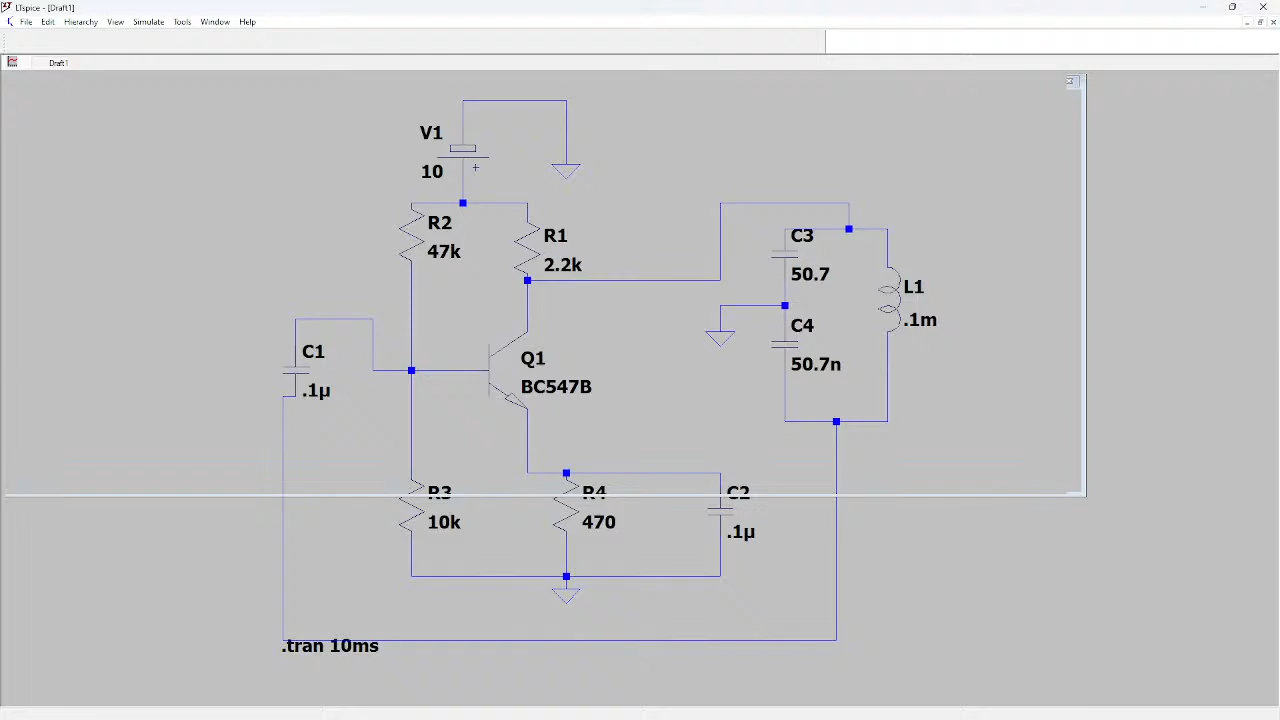 LTspice - [Draft1]
File Edit Hierarchy View Simulate Tools Window Help
Draft1
V1
10
+
R2
47k
R1
2.2k
C3
50.7
L1
.1m
C4
50.7n
C1
.1µ
Q1
BC547B
R3
10k
R4
470
C2
.1µ
.tran 10ms